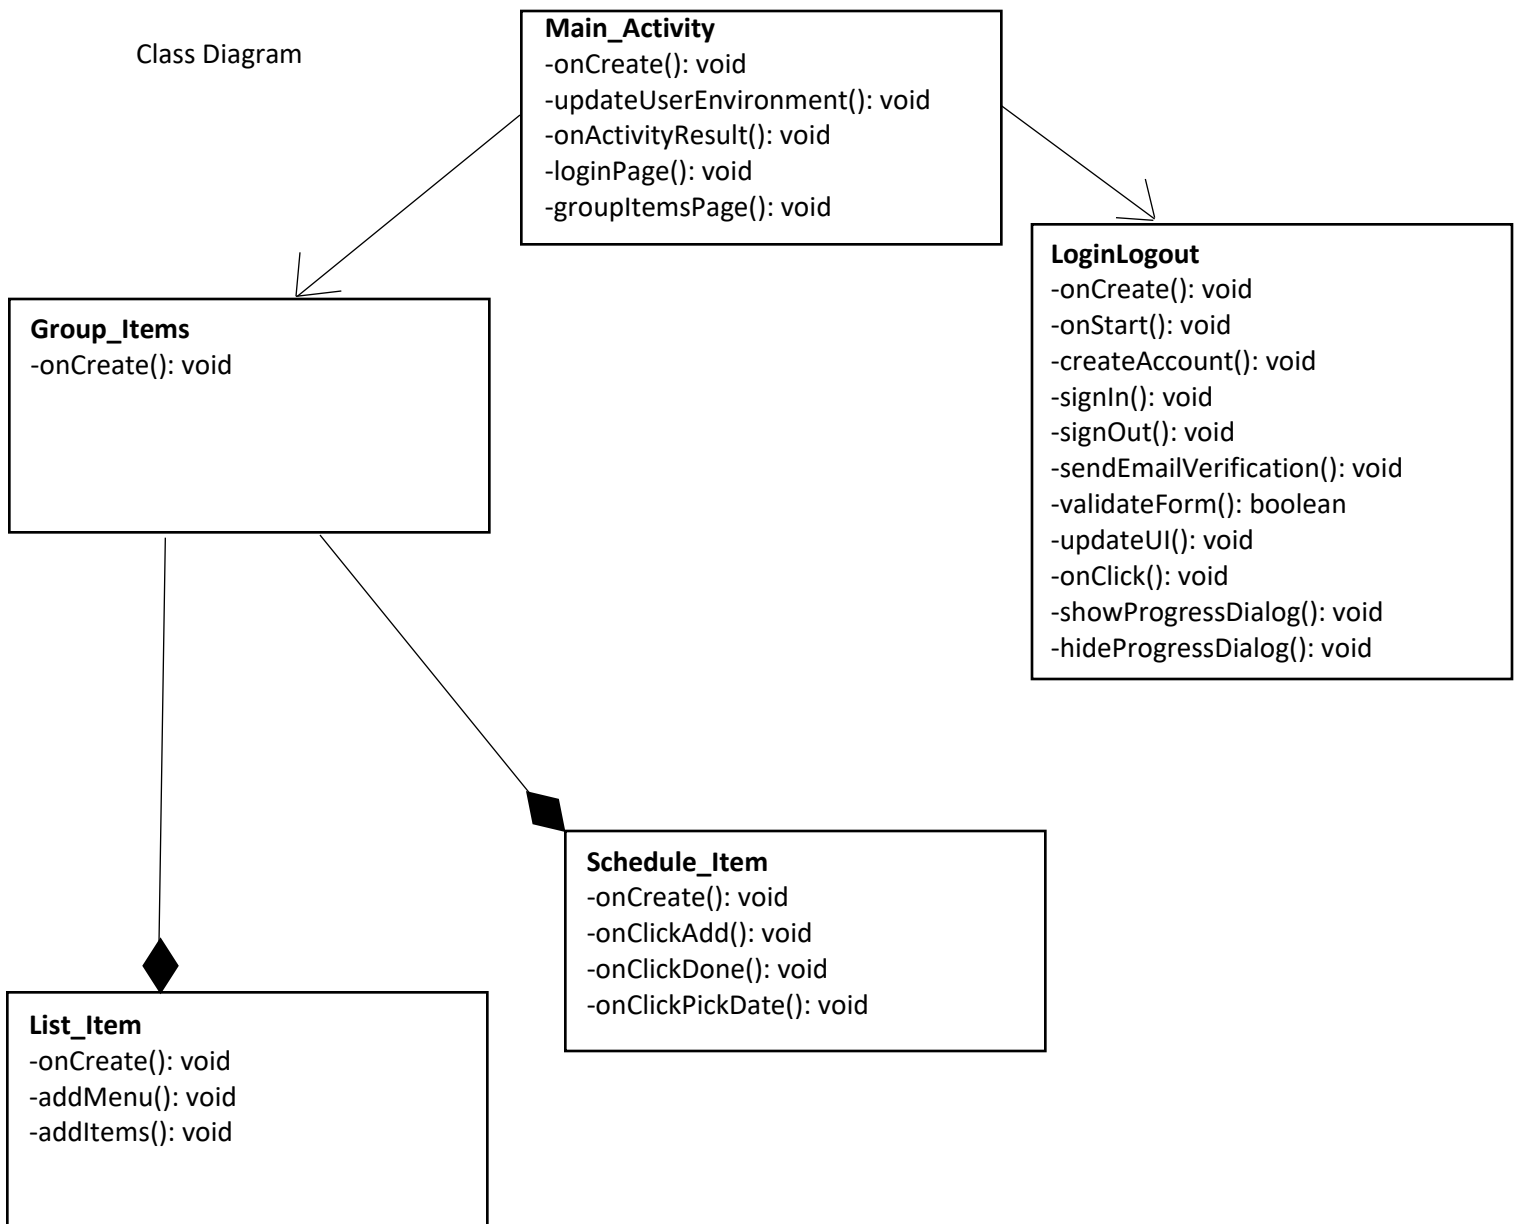 Class Diagram
Main_Activity
-onCreate(): void
-updateUserEnvironment(): void
-onActivityResult(): void
-loginPage(): void
-groupItemsPage(): void
LoginLogout
-onCreate(): void
-onStart(): void
-createAccount(): void
-signIn(): void
-signOut(): void
-sendEmailVerification(): void
-validateForm(): boolean
-updateUI(): void
-onClick(): void
-showProgressDialog(): void
-hideProgressDialog(): void
Group_Items
-onCreate(): void
Schedule_Item
-onCreate(): void
-onClickAdd(): void
-onClickDone(): void
-onClickPickDate(): void
List_Item
-onCreate(): void
-addMenu(): void
-addItems(): void